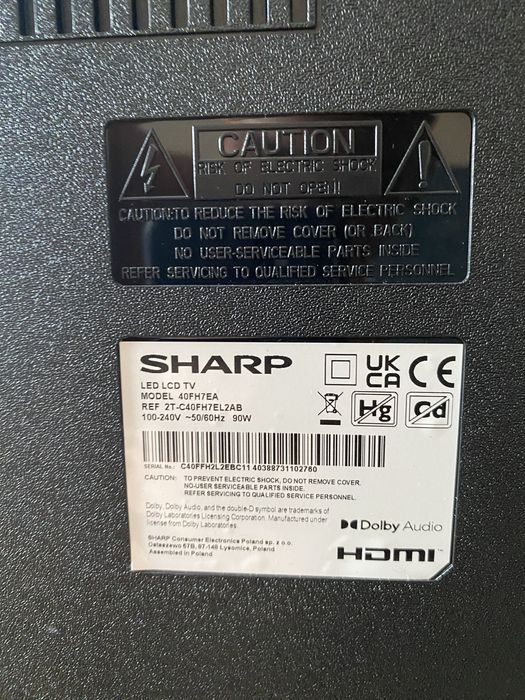 CAUTION
RISK OF ELECTRIC SHOCK
DO NOT OPEN!!
CAUTION:TO REDUCE THE RISK OF ELECTRIC SHOCK
DO NOT REMOVE COVER (OR BACK)
NO USER-SERVICEABLE PARTS INSIDE
REFER SERVICING TO QUALIFIED SERVICE PERSONNEL
SHARP
UK
CA
CE
LED LCD TV
MODEL 40FH7EA
REF 2T-C40FH7EL2AB
100-240V ~50/60Hz 90W
Hg
Cd
SERIAL No.: C40FFH2L2EBC11 40388731102760
CAUTION: TO PREVENT ELECTRIC SHOCK, DO NOT REMOVE COVER.
NO-USER SERVICEABLE PARTS INSIDE.
REFER SERVICING TO QUALIFIED SERVICE PERSONNEL.
Dolby, Dolby Audio, and the double-D symbol are trademarks of
Dolby Laboratories Licensing Corporation. Manufactured under
license from Dolby Laboratories.
Dolby Audio
SHARP Consumer Electronics Poland sp. z o.o.
Ostaszewo 57B, 87-148 Lysomice, Poland
Assembled in Poland
HDMI